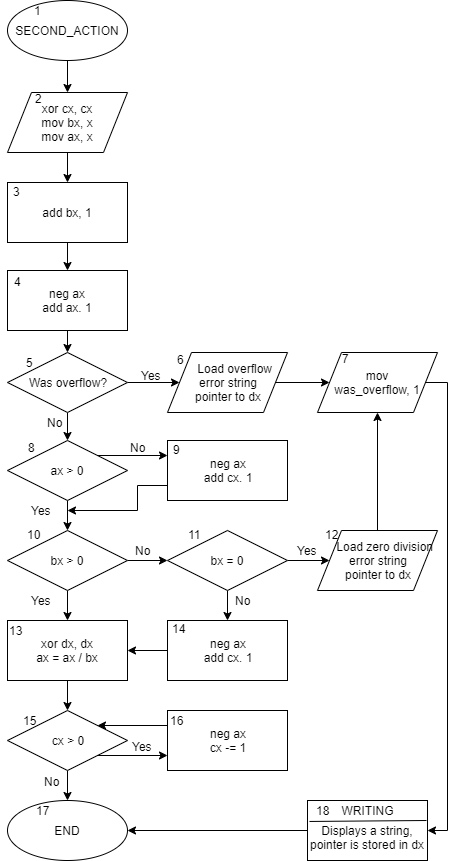 1
SECOND_ACTION
2
xor cx, cx
mov bx, x
mov ax, x
3
add bx, 1
4
neg ax
add ax. 1
5
Was overflow?
Yes
No
6
Load overflow
error string
pointer to dx
7
mov
was_overflow, 1
8
ax > 0
No
Yes
9
neg ax
add cx. 1
10
bx > 0
No
Yes
11
bx = 0
Yes
No
12
Load zero division
error string
pointer to dx
13
xor dx, dx
ax = ax / bx
14
neg ax
add cx. 1
15
cx > 0
Yes
No
16
neg ax
cx -= 1
17
END
18 WRITING
Displays a string,
pointer is stored in dx